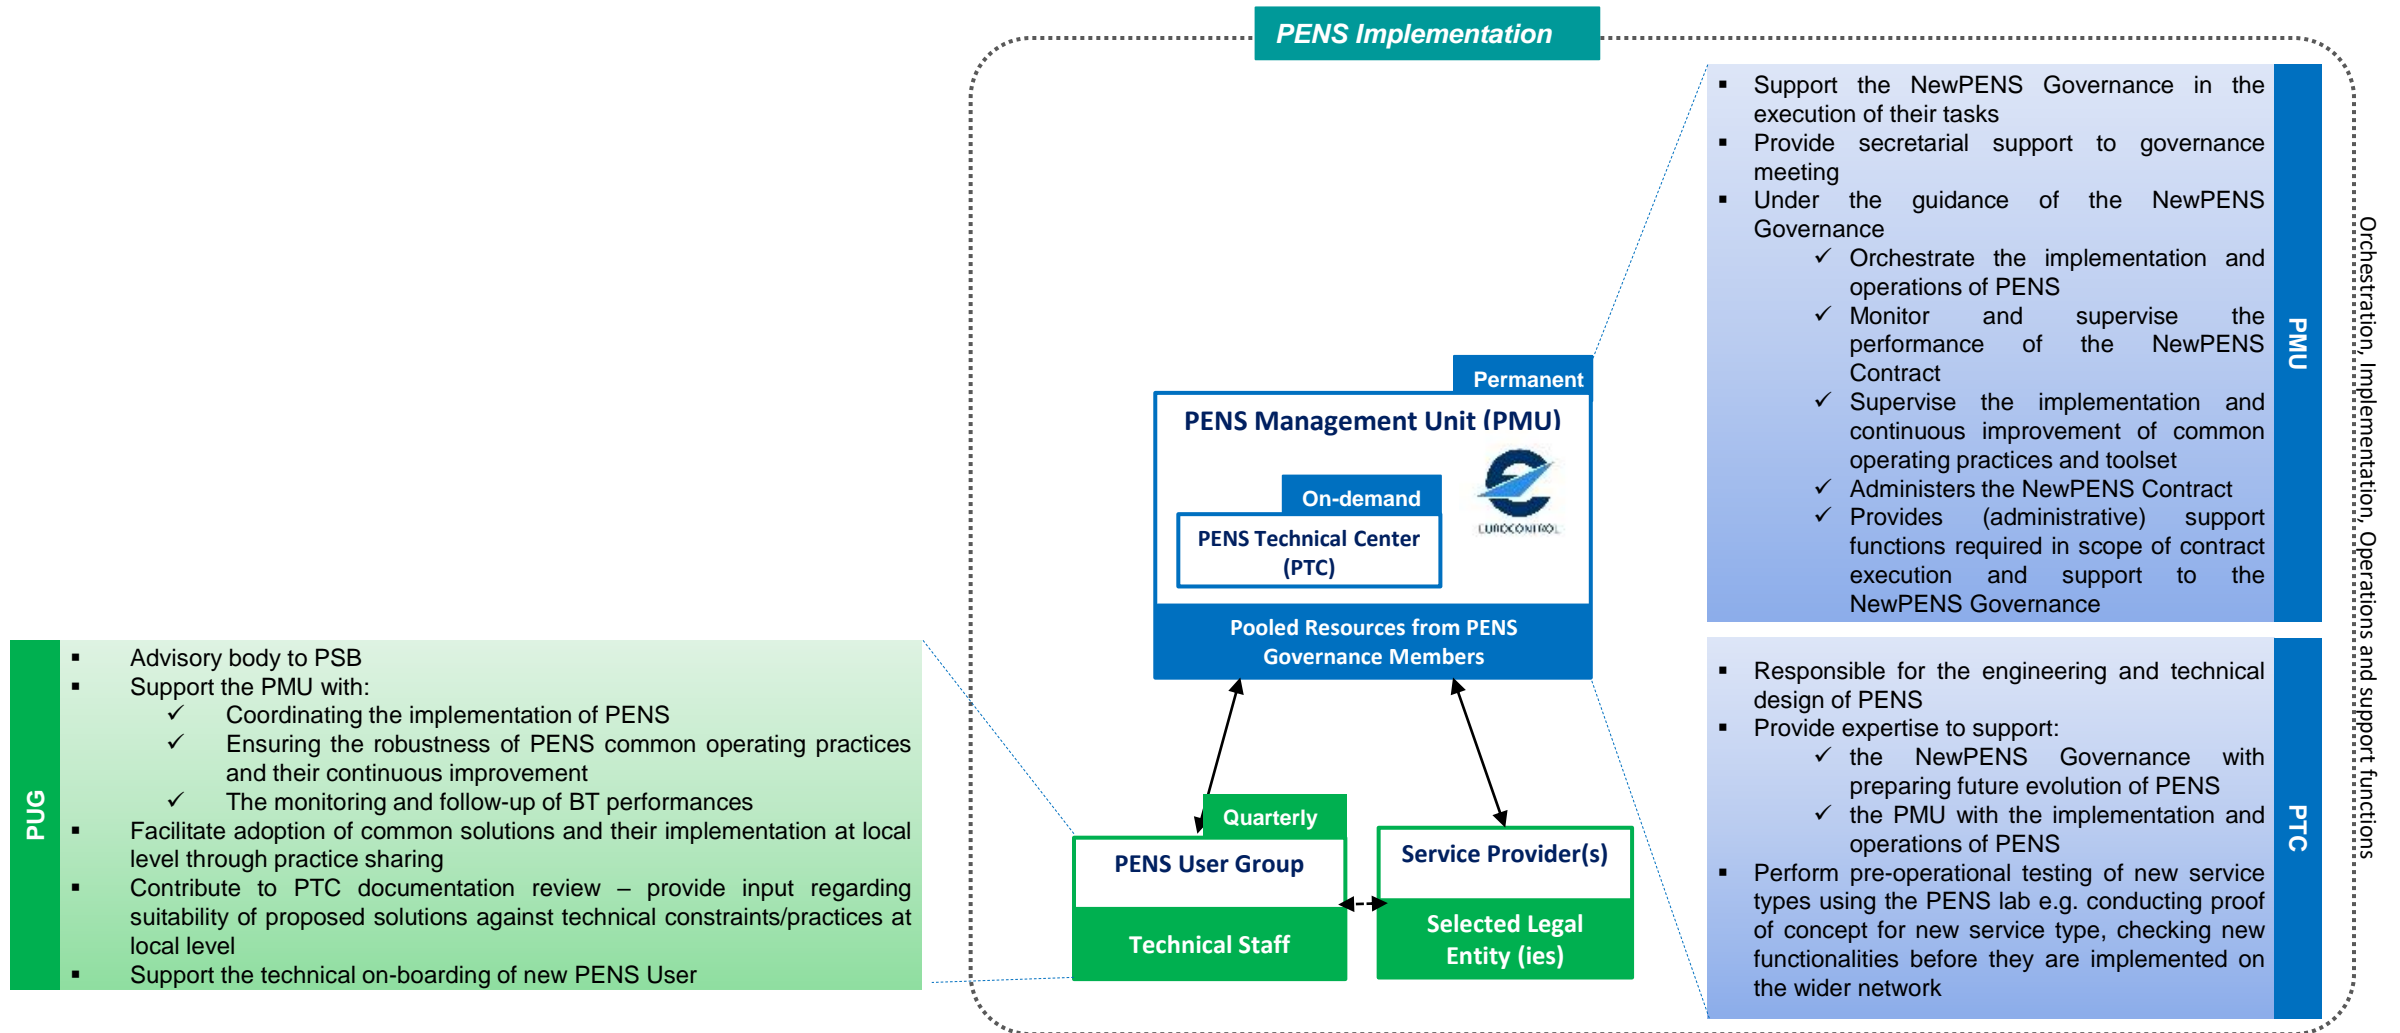 PENS Implementation
Support the NewPENS Governance in the
execution of their tasks
Provide secretarial support to governance
meeting
Under the guidance of the NewPENS
Governance
Orchestrate the implementation and
operations of PENS
Monitor and supervise the
performance of the NewPENS
Contract
Supervise the implementation and
continuous improvement of common
operating practices and toolset
Administers the NewPENS Contract
Provides (administrative) support
functions required in scope of contract
execution and support to the
NewPENS Governance
PMU
Orchestration, Implementation, Operations and support functions
Permanent
PENS Management Unit (PMU)
EUROCONTROL
On-demand
PENS Technical Center
(PTC)
Pooled Resources from PENS
Governance Members
Responsible for the engineering and technical
design of PENS
Provide expertise to support:
the NewPENS Governance with
preparing future evolution of PENS
the PMU with the implementation and
operations of PENS
Perform pre-operational testing of new service
types using the PENS lab e.g. conducting proof
of concept for new service type, checking new
functionalities before they are implemented on
the wider network
PTC
PUG
Advisory body to PSB
Support the PMU with:
Coordinating the implementation of PENS
Ensuring the robustness of PENS common operating practices
and their continuous improvement
The monitoring and follow-up of BT performances
Facilitate adoption of common solutions and their implementation at local
level through practice sharing
Contribute to PTC documentation review – provide input regarding
suitability of proposed solutions against technical constraints/practices at
local level
Support the technical on-boarding of new PENS User
Quarterly
PENS User Group
Technical Staff
Service Provider(s)
Selected Legal
Entity (ies)